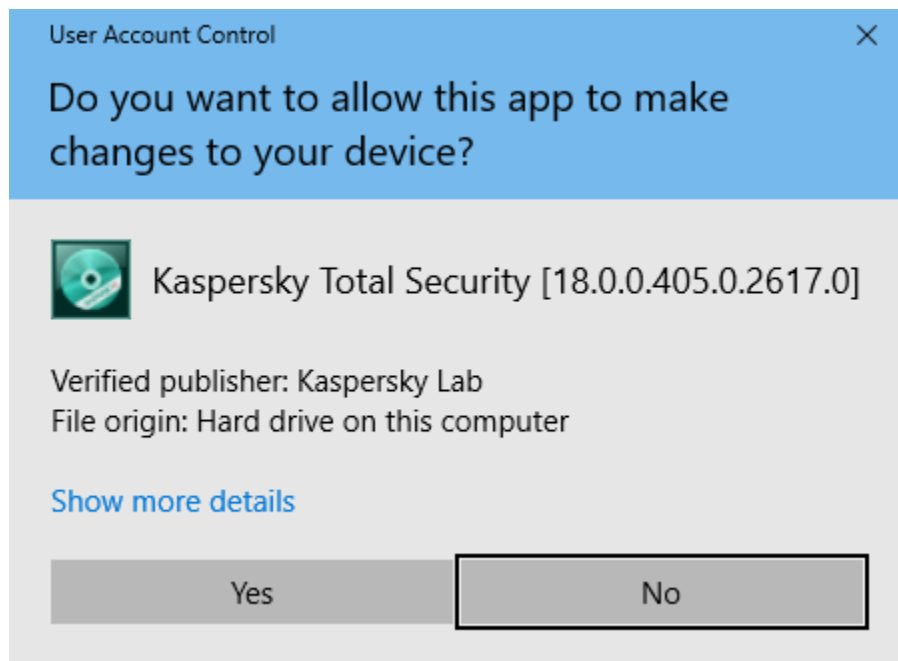 User Account Control
Do you want to allow this app to make
changes to your device?
Kaspersky Total Security [18.0.0.405.0.2617.0]
Verified publisher: Kaspersky Lab
File origin: Hard drive on this computer
Show more details
Yes
No